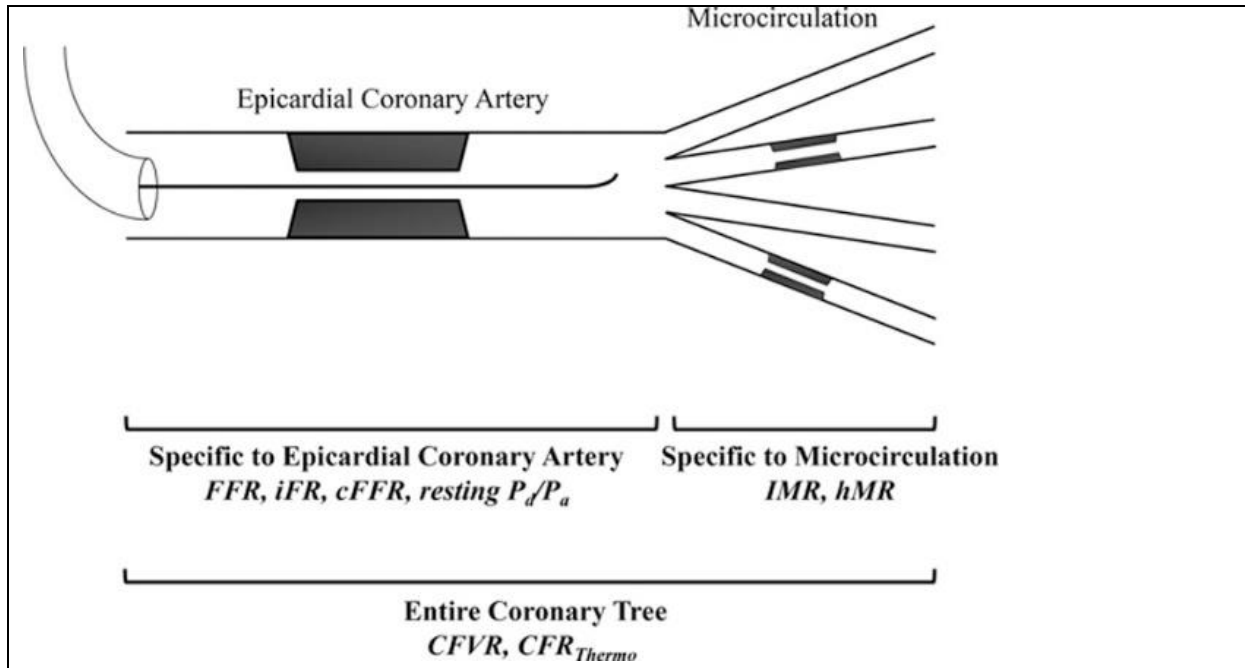 Microcirculation
Epicardial Coronary Artery
Specific to Epicardial Coronary Artery
FFR, iFR, cFFR, resting Pd/Pa
Specific to Microcirculation
IMR, hMR
Entire Coronary Tree
CFVR, CFRThermo